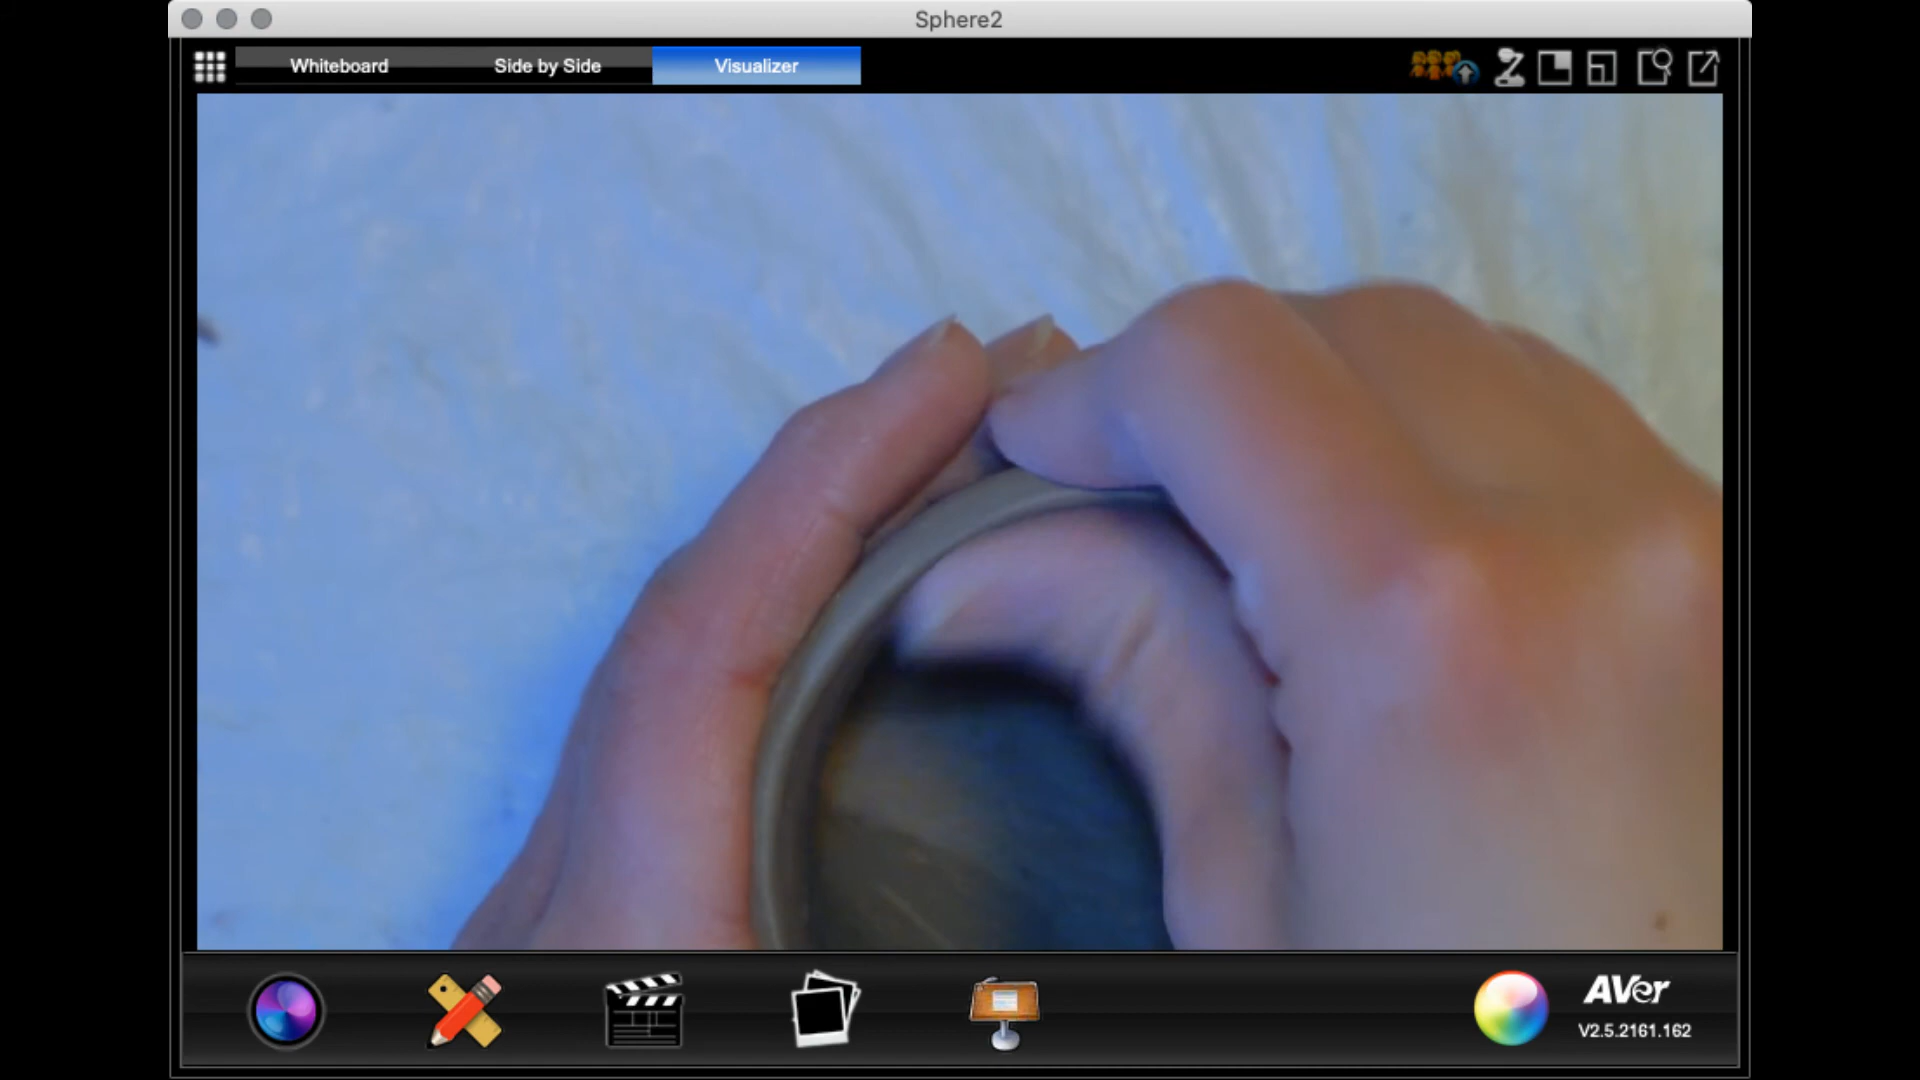 Sphere2
Whiteboard
Side by Side
Visualizer
AVer
V2.5.2161.162